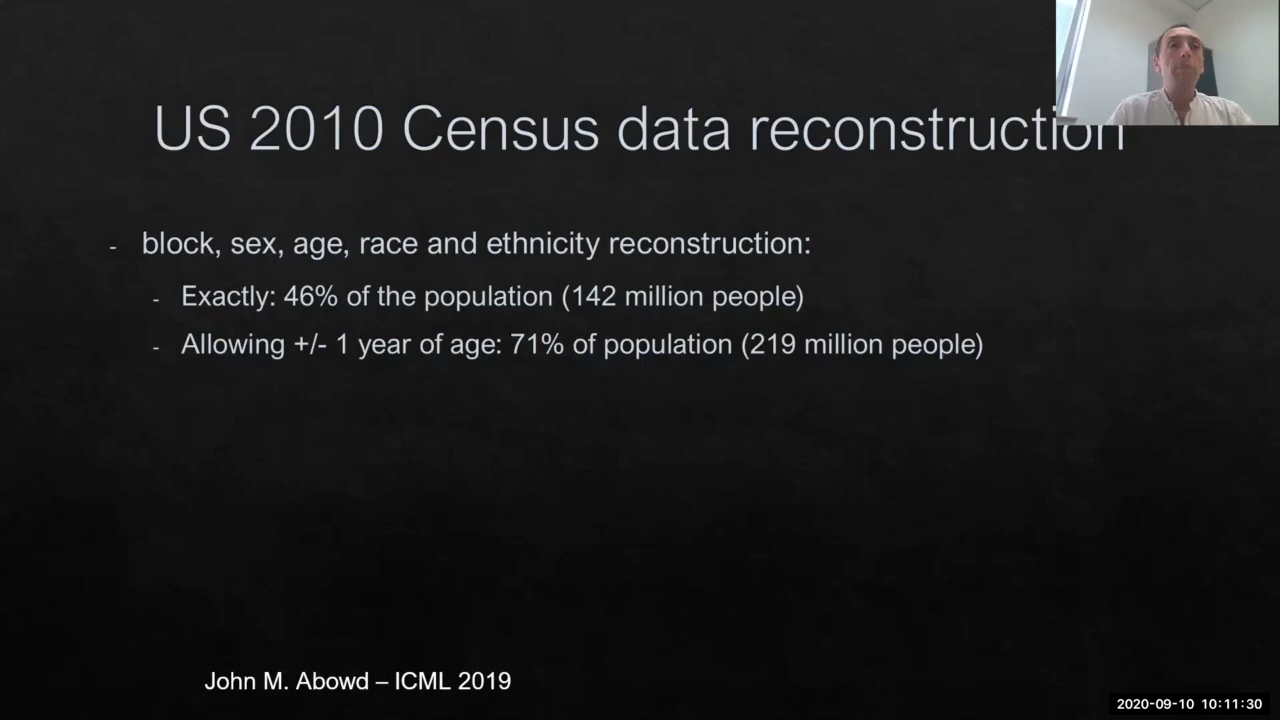 US 2010 Census data reconstruction
- block, sex, age, race and ethnicity reconstruction:
- Exactly: 46% of the population (142 million people)
- Allowing +/- 1 year of age: 71% of population (219 million people)
John M. Abowd – ICML 2019
2020-09-10 10:11:30